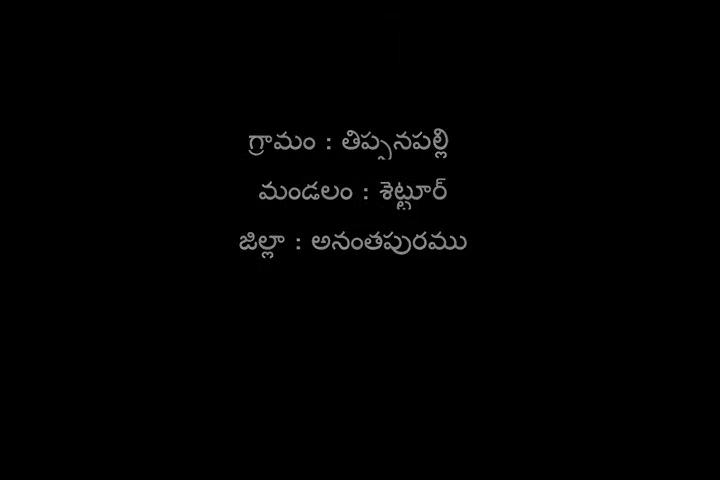 గ్రామం : తిప్పనపల్లి
మండలం : శెట్టూర్
జిల్లా : అనంతపురము